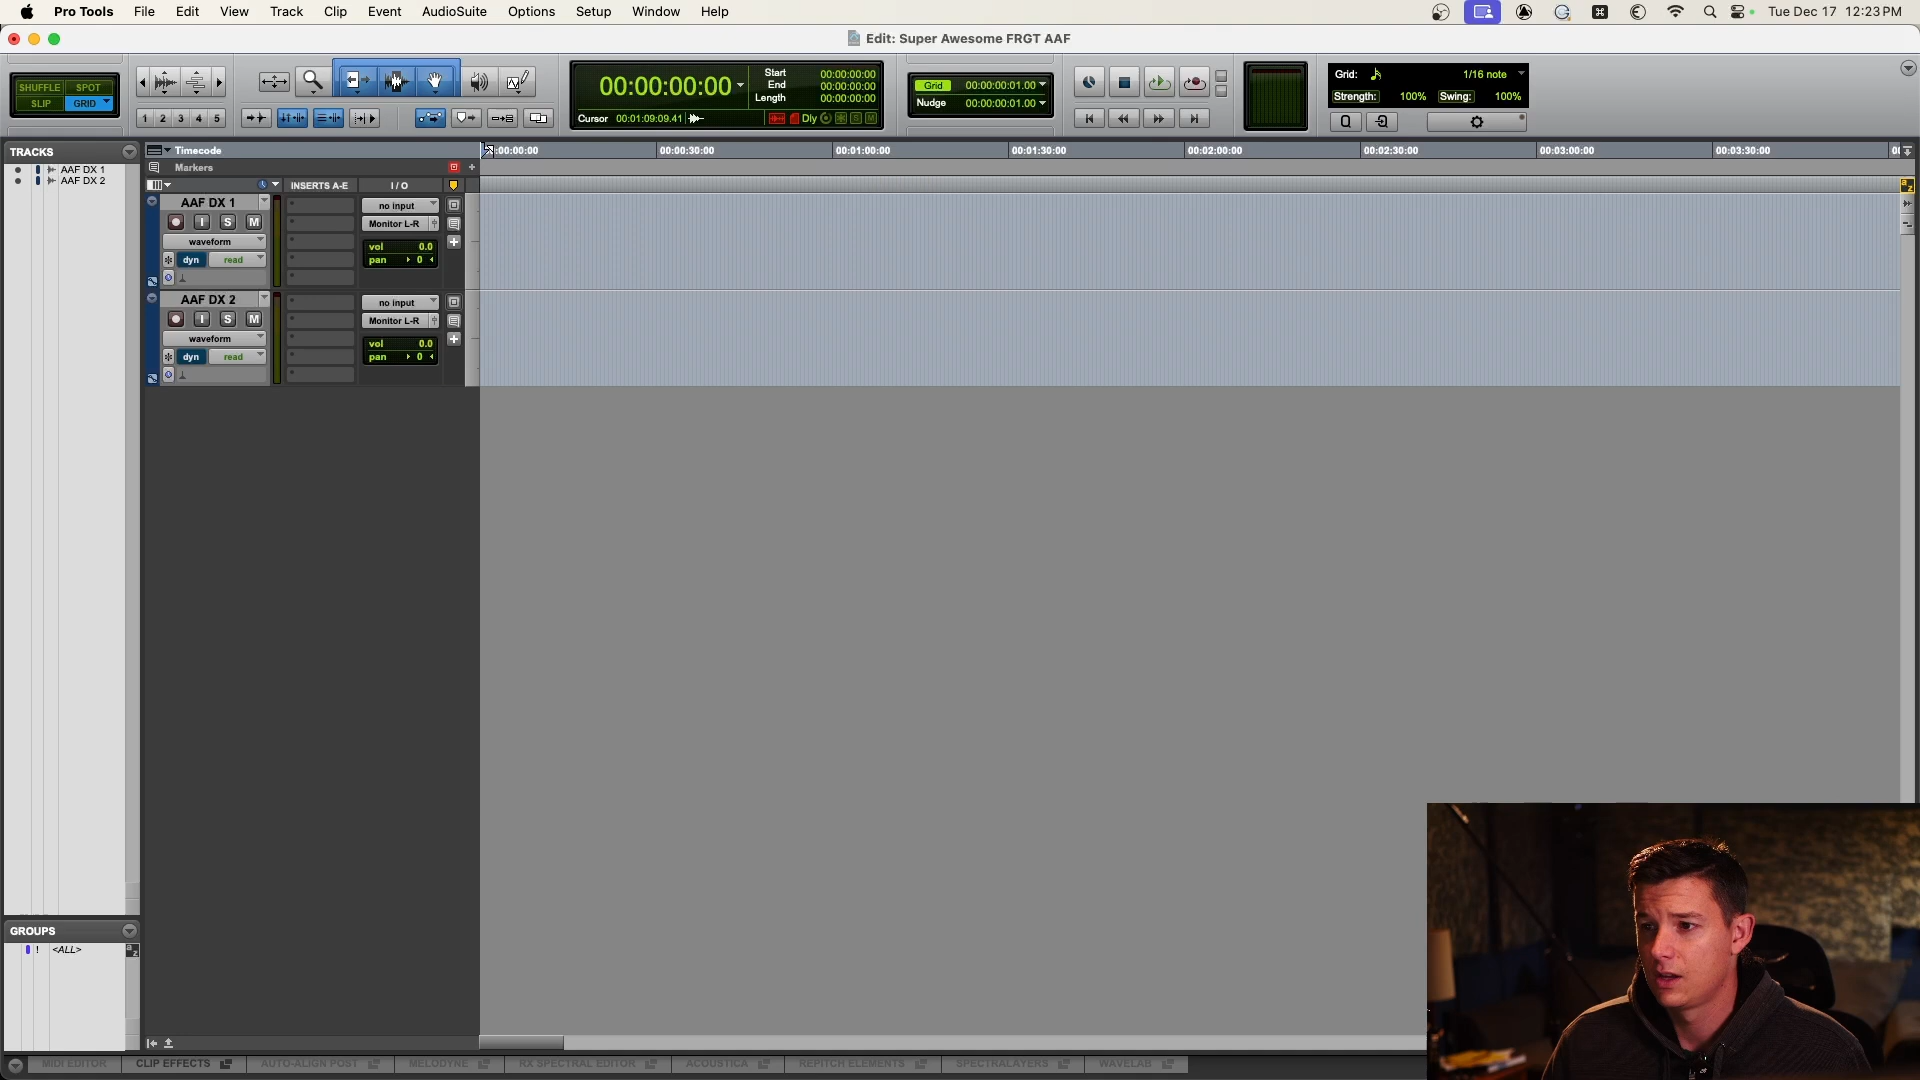 Pro Tools File Edit View Track Clip Event AudioSuite Options Setup Window Help Tue Dec 17 12:23 PM
Edit: Super Awesome FRGT AAF
SHUFFLE SPOT
SLIP GRID
1 2 3 4 5
00:00:00:00
Start 00:00:00:00
End 00:00:00:00
Length 00:00:00:00
Cursor 00:01:09:09.41 Dly S M
Grid 00:00:00:01.00
Nudge 00:00:00:01.00
Grid: 1/16 note
Strength: 100% Swing: 100%
Q
TRACKS
AAF DX 1
AAF DX 2
Timecode :00:00:00 00:00:30:00 00:01:00:00 00:01:30:00 00:02:00:00 00:02:30:00 00:03:00:00 00:03:30:00
Markers
INSERTS A-E I / O
AAF DX 1 no input
I S M Monitor L-R
waveform vol 0.0
dyn read pan 0
AAF DX 2 no input
I S M Monitor L-R
waveform vol 0.0
dyn read pan 0
GROUPS
! <ALL>
a z
MIDI EDITOR CLIP EFFECTS AUTO-ALIGN POST MELODYNE RX SPECTRAL EDITOR ACOUSTICA REPITCH ELEMENTS SPECTRALAYERS WAVELAB